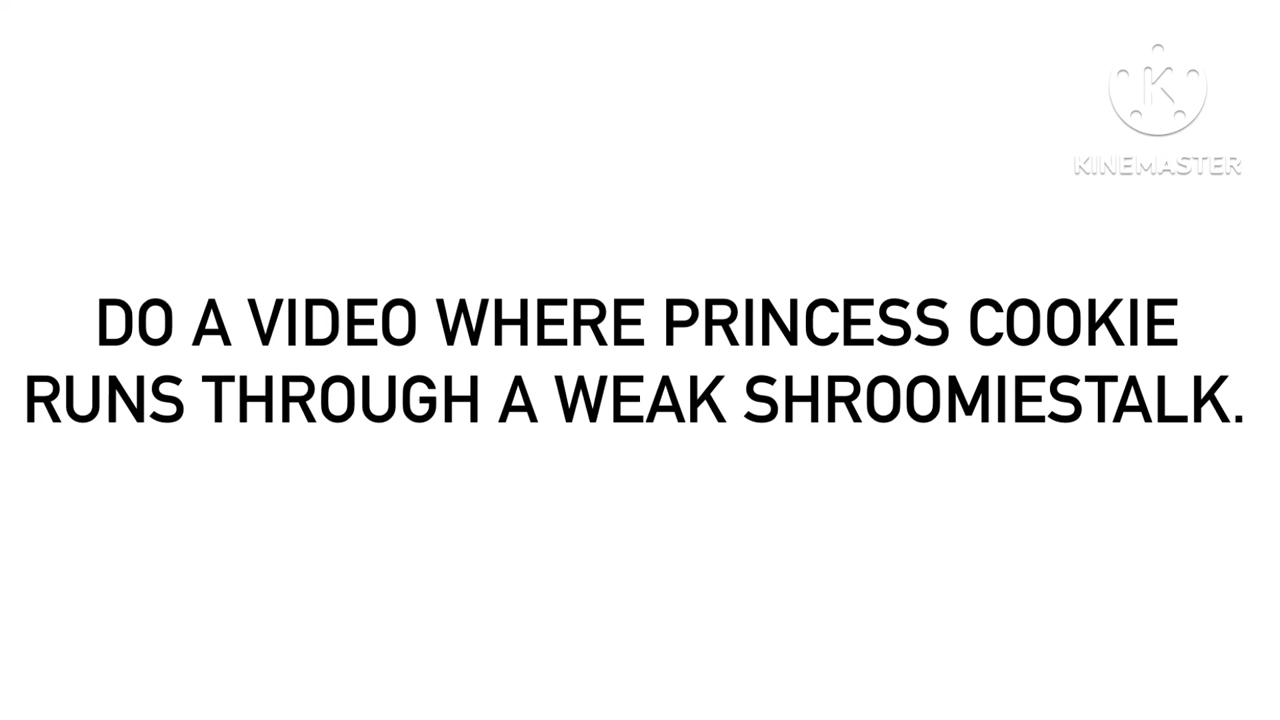 KINEMASTER
DO A VIDEO WHERE PRINCESS COOKIE
RUNS THROUGH A WEAK SHROOMIESTALK.